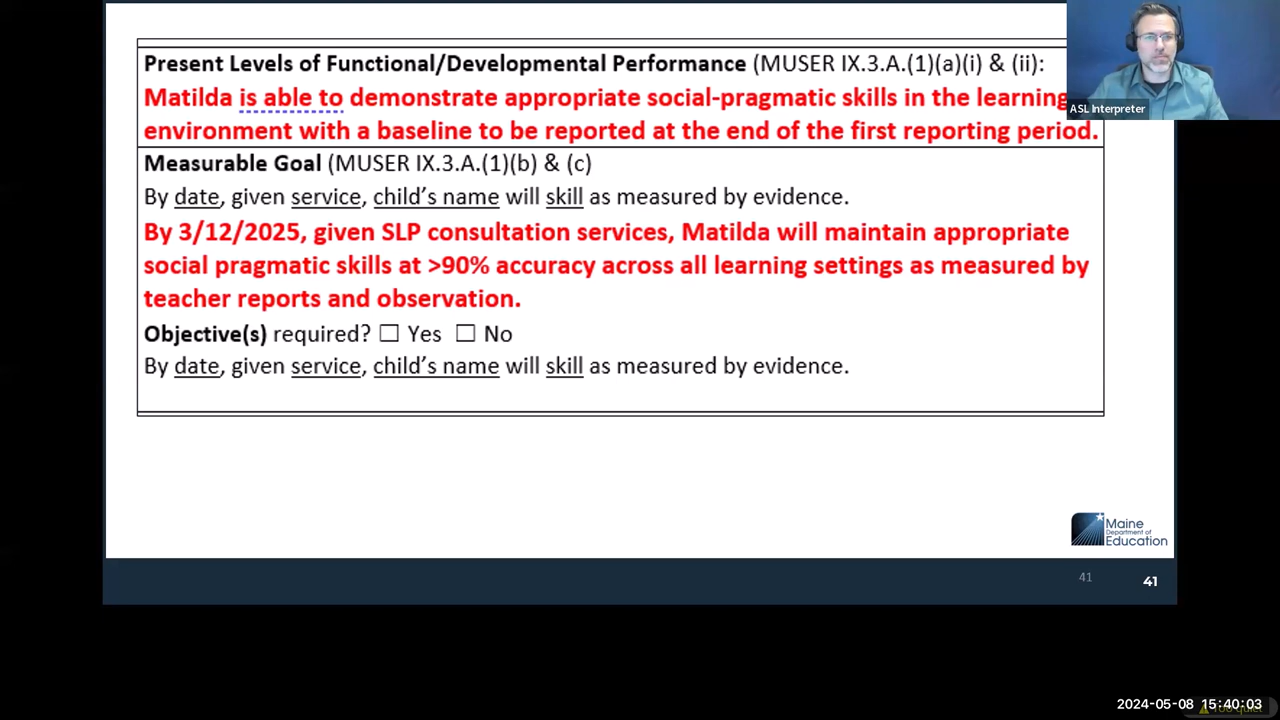 Present Levels of Functional/Developmental Performance (MUSER IX.3.A.(1)(a)(i) & (ii):
Matilda is able to demonstrate appropriate social-pragmatic skills in the learning
environment with a baseline to be reported at the end of the first reporting period.
ASL Interpreter
Measurable Goal (MUSER IX.3.A.(1)(b) & (c)
By date, given service, child's name will skill as measured by evidence.
By 3/12/2025, given SLP consultation services, Matilda will maintain appropriate
social pragmatic skills at >90% accuracy across all learning settings as measured by
teacher reports and observation.
Objective(s) required? ☐ Yes ☐ No
By date, given service, child's name will skill as measured by evidence.
Maine
Department of
Education
41
41
2024-05-08 15:40:03